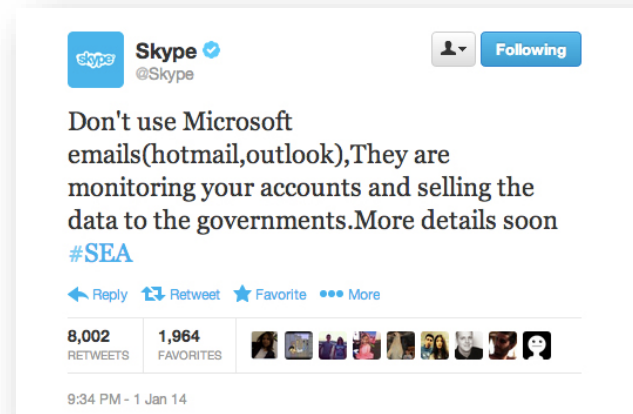 skype
Skype
@Skype
Following
Don't use Microsoft
emails(hotmail,outlook),They are
monitoring your accounts and selling the
data to the governments.More details soon
#SEA
Reply Retweet Favorite More
8,002 1,964
RETWEETS FAVORITES
9:34 PM - 1 Jan 14